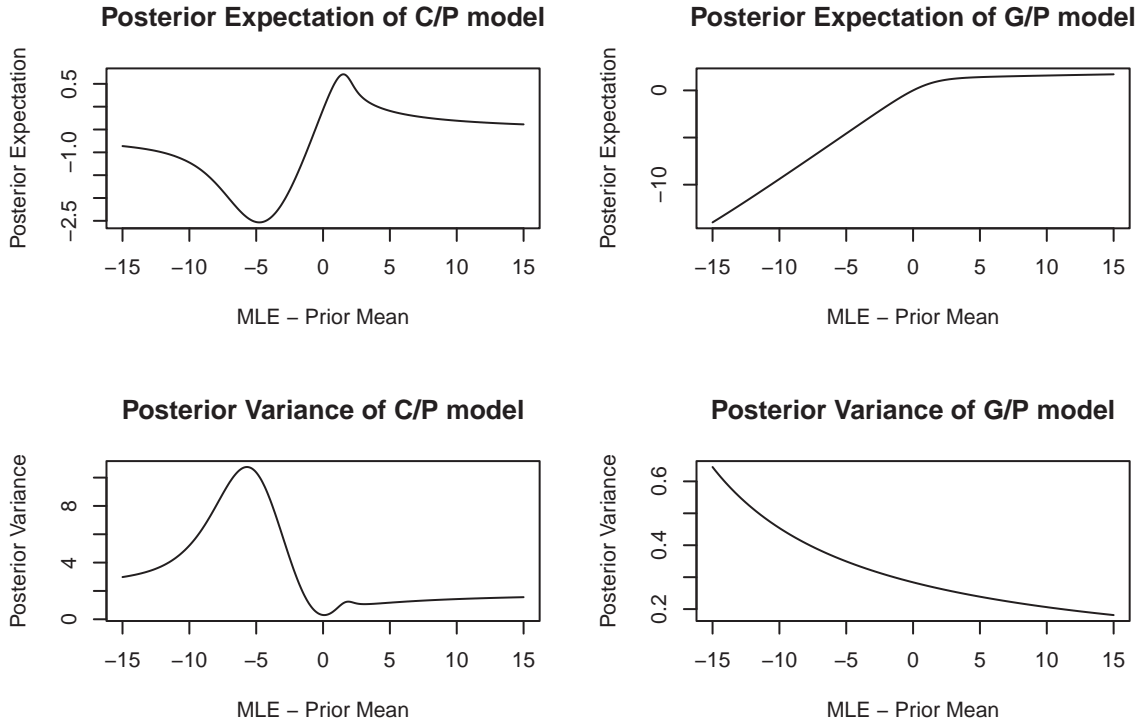 Posterior Expectation of C/P model
Posterior Expectation
0.5
−1.0
−2.5
−15 −10 −5 0 5 10 15
MLE − Prior Mean
Posterior Expectation of G/P model
Posterior Expectation
0
−10
−15 −10 −5 0 5 10 15
MLE − Prior Mean
Posterior Variance of C/P model
Posterior Variance
8
4
0
−15 −10 −5 0 5 10 15
MLE − Prior Mean
Posterior Variance of G/P model
Posterior Variance
0.6
0.4
0.2
−15 −10 −5 0 5 10 15
MLE − Prior Mean